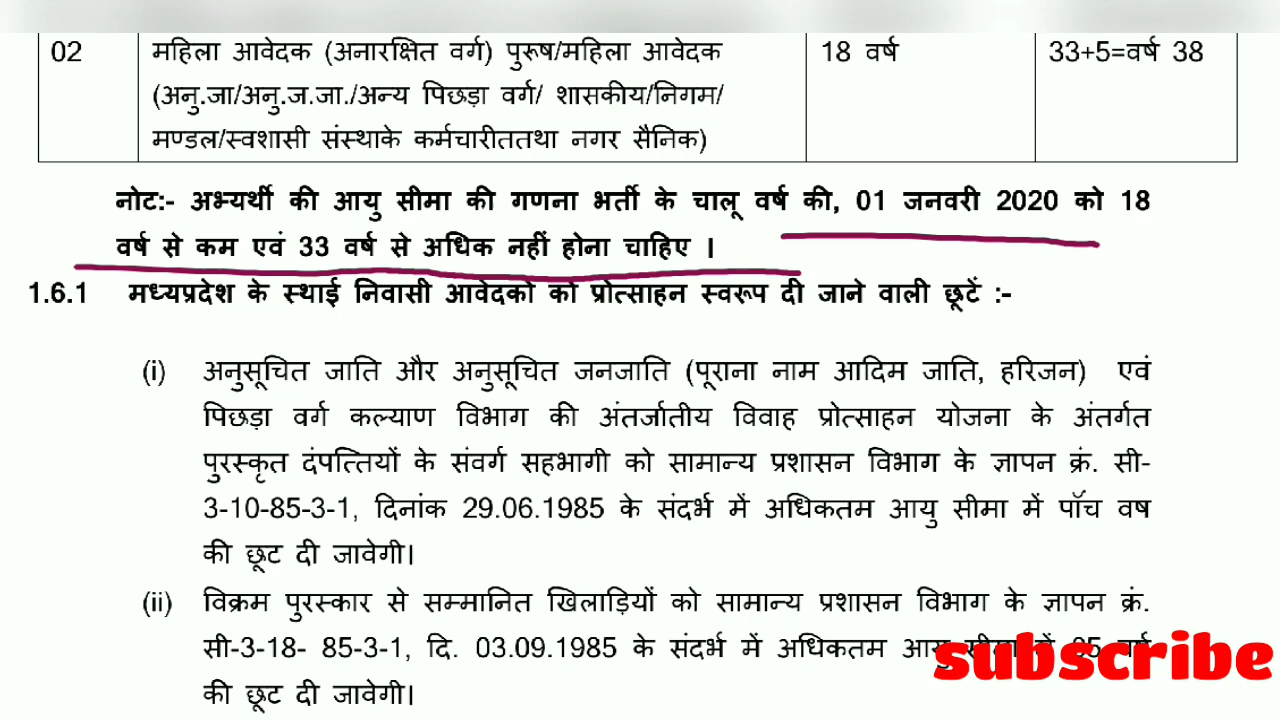 02 महिला आवेदक (अनारक्षित वर्ग) पुरूष/महिला आवेदक 18 वर्ष 33+5=वर्ष 38
(अनु.जा/अनु.ज.जा./अन्य पिछड़ा वर्ग/ शासकीय/निगम/
मण्डल/स्वशासी संस्थाके कर्मचारीततथा नगर सैनिक)
नोट:- अभ्यर्थी की आयु सीमा की गणना भर्ती के चालू वर्ष की, 01 जनवरी 2020 को 18
वर्ष से कम एवं 33 वर्ष से अधिक नहीं होना चाहिए ।
1.6.1 मध्यप्रदेश के स्थाई निवासी आवेदको को प्रोत्साहन स्वरूप दी जाने वाली छूटें :-
(i) अनुसूचित जाति और अनुसूचित जनजाति (पूराना नाम आदिम जाति, हरिजन) एवं
पिछड़ा वर्ग कल्याण विभाग की अंतर्जातीय विवाह प्रोत्साहन योजना के अंतर्गत
पुरस्कृत दंपत्तियों के संवर्ग सहभागी को सामान्य प्रशासन विभाग के ज्ञापन क्रं. सी-
3-10-85-3-1, दिनांक 29.06.1985 के संदर्भ में अधिकतम आयु सीमा में पॉच वष
की छूट दी जावेगी।
(ii) विक्रम पुरस्कार से सम्मानित खिलाड़ियों को सामान्य प्रशासन विभाग के ज्ञापन क्रं.
सी-3-18- 85-3-1, दि. 03.09.1985 के संदर्भ में अधिकतम आयु
की छूट दी जावेगी।
subscribe